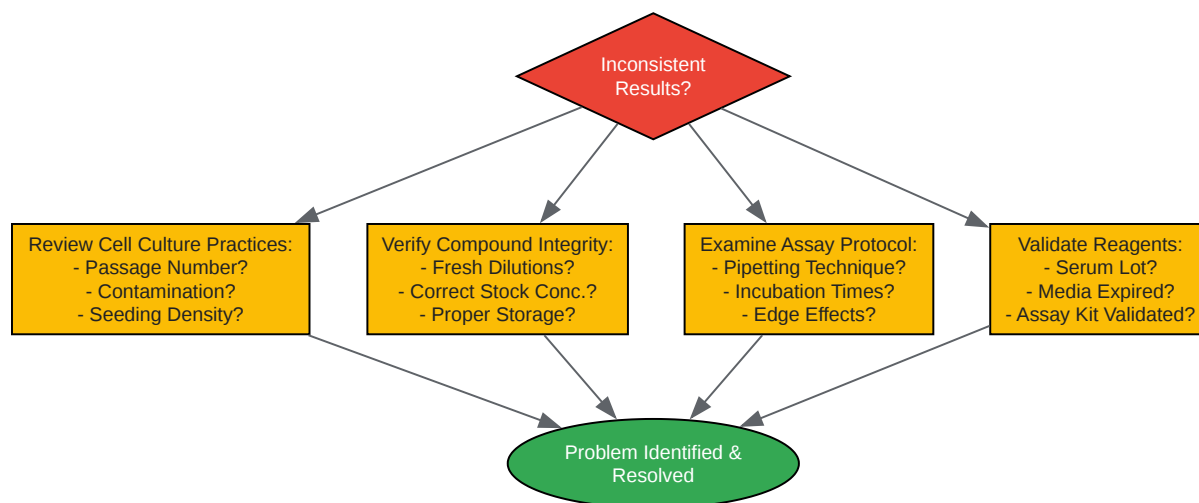 Inconsistent
Results?
Review Cell Culture Practices:
- Passage Number?
- Contamination?
- Seeding Density?
Verify Compound Integrity:
- Fresh Dilutions?
- Correct Stock Conc.?
- Proper Storage?
Examine Assay Protocol:
- Pipetting Technique?
- Incubation Times?
- Edge Effects?
Validate Reagents:
- Serum Lot?
- Media Expired?
- Assay Kit Validated?
Problem Identified &
Resolved